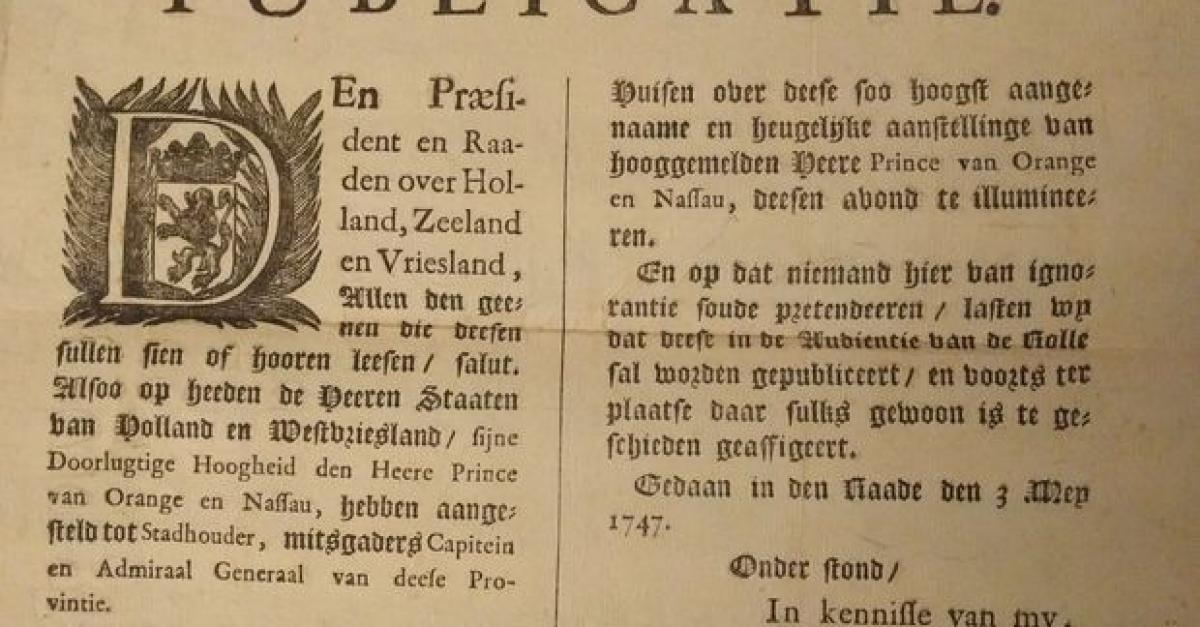 PUBLICATIE.
DEn Præsi-
dent en Raa-
den over Hol-
land, Zeeland
en Vriesland,
Allen den gee-
nen die deesen
sullen sien of hooren leesen / salut.
Alsoo op heeden de Heeren Staaten
van Holland en Westvriesland / sijne
Doorlugtige Hoogheid den Heere Prince
van Orange en Nassau, hebben aange-
steld tot Stadhouder, mitsgaders Capitein
en Admiraal Generaal van deese Pro-
vintie.
Huisen over deese soo hoogst aange-
naame en heugelijke aanstellinge van
hooggemelden Heere Prince van Orange
en Nassau, deesen avond te illuminee-
ren.
En op dat niemand hier van igno-
rantie soude pretendeeren / lasten wy
dat deese in de Audientie van de Rolle
sal worden gepubliceert / en voorts ter
plaatse daar sulks gewoon is te ge-
schieden geaffigeert.
Gedaan in den Raade den 3 Mey
1747.
Onder stond /
In kennisse van my.